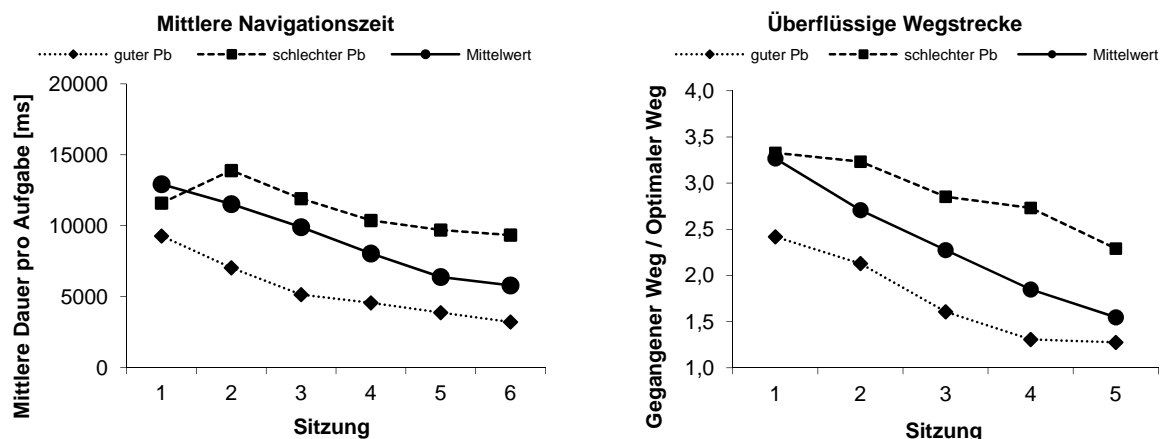 Mittlere Navigationszeit
guter Pb schlechter Pb Mittelwert
Mittlere Dauer pro Aufgabe [ms]
20000
15000
10000
5000
0
1 2 3 4 5 6
Sitzung
Überflüssige Wegstrecke
guter Pb schlechter Pb Mittelwert
Gegangener Weg / Optimaler Weg
4,0
3,5
3,0
2,5
2,0
1,5
1,0
1 2 3 4 5
Sitzung